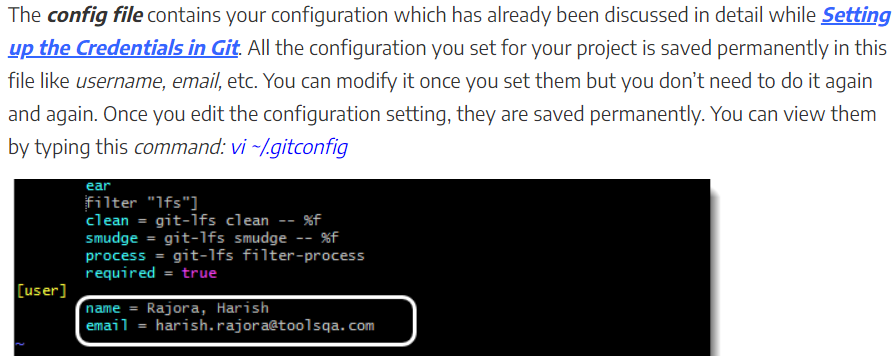 The config file contains your configuration which has already been discussed in detail while Setting
up the Credentials in Git. All the configuration you set for your project is saved permanently in this
file like username, email, etc. You can modify it once you set them but you don’t need to do it again
and again. Once you edit the configuration setting, they are saved permanently. You can view them
by typing this command: vi ~/.gitconfig
ear
filter "lfs"]
clean = git-lfs clean -- %f
smudge = git-lfs smudge -- %f
process = git-lfs filter-process
required = true
[user]
name = Rajora, Harish
email = harish.rajora@toolsqa.com
~